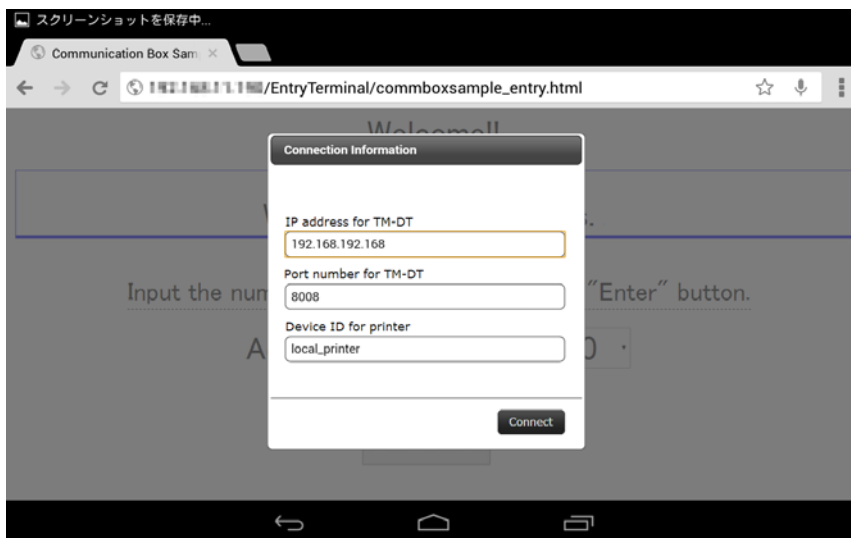 スクリーンショットを保存中...
Communication Box Sam
/EntryTerminal/commboxsample_entry.html
Welcome!!
Connection Information
IP address for TM-DT
192.168.192.168
Port number for TM-DT
8008
Input the num
"Enter" button.
Device ID for printer
local_printer
A
0
Connect